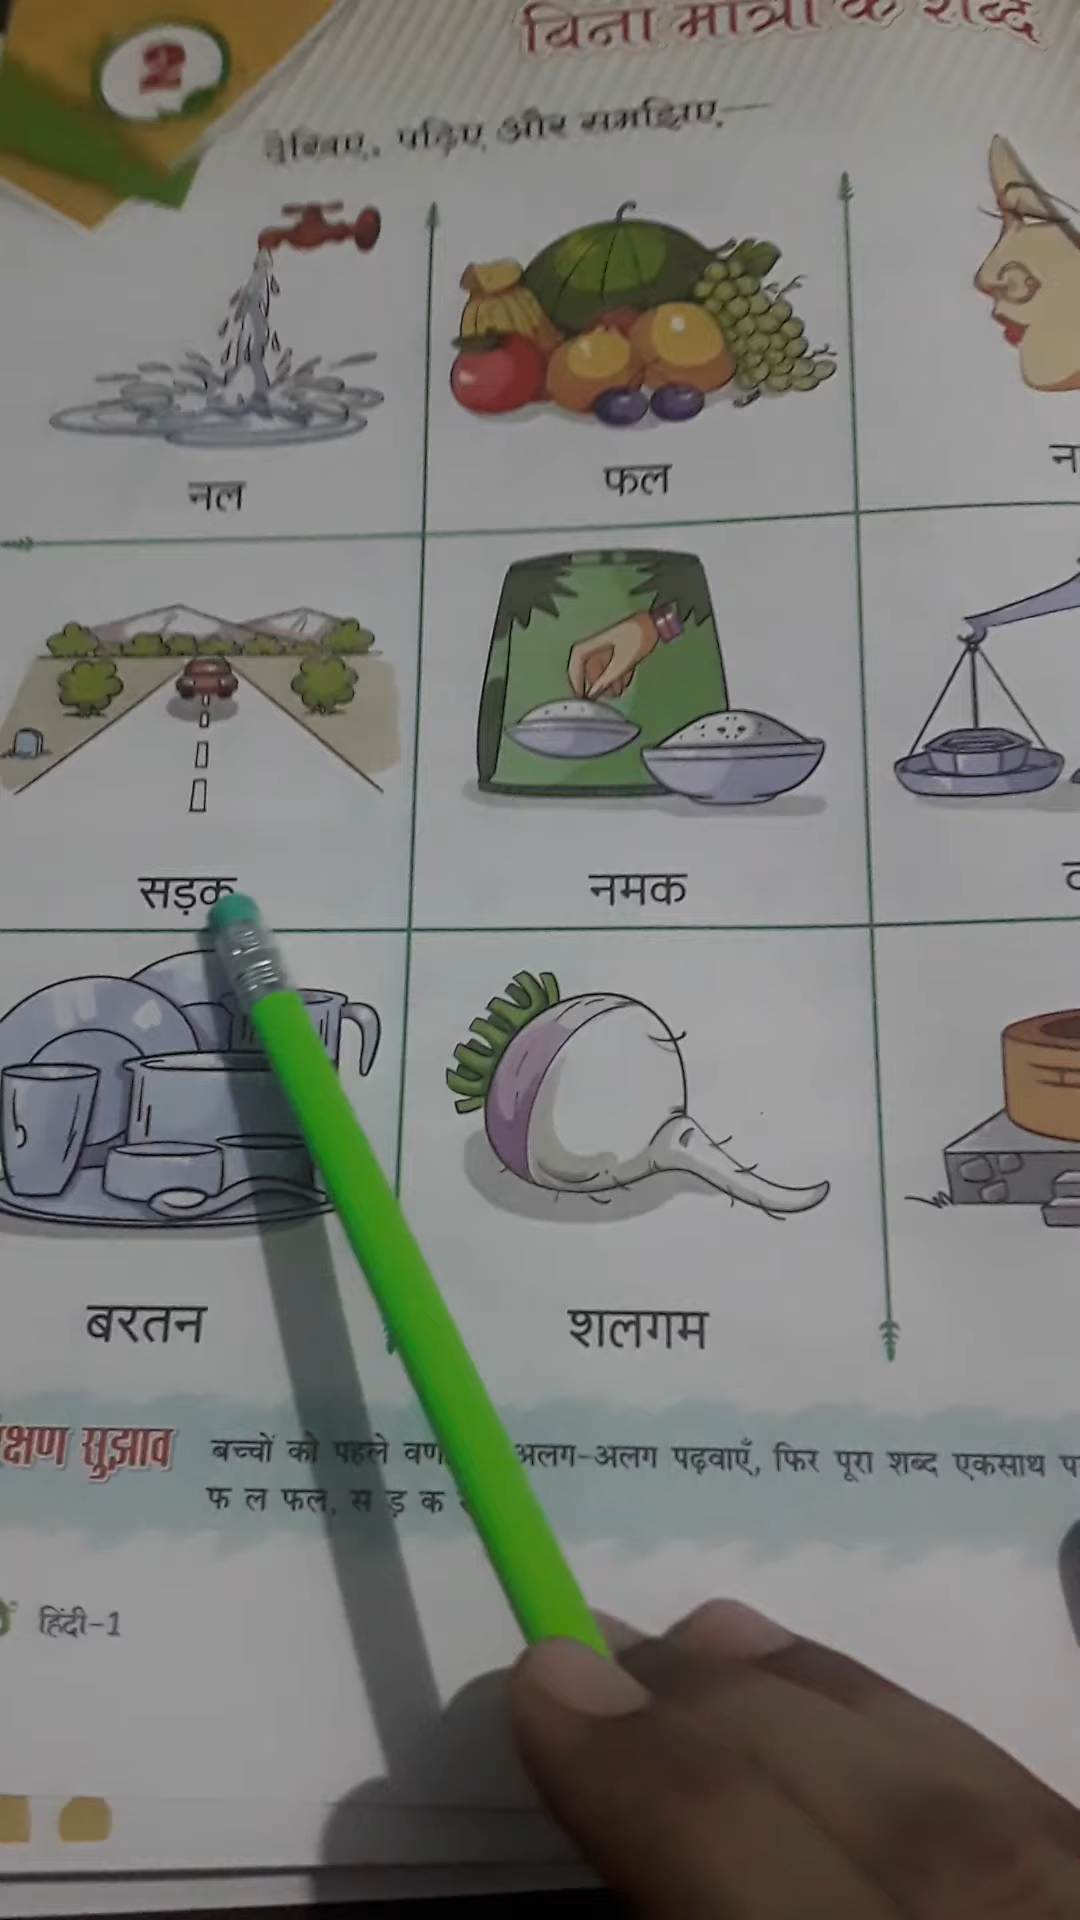 2
बिना मात्रा के शब्द
देखिए, पढ़िए और समझिए—
नल
फल
सड़क
नमक
बरतन
शलगम
सुझाव
बच्चों को पहले अलग-अलग पढ़वाएँ, फिर पूरा शब्द एकसाथ
फ ल फल, स ड़ क
हिंदी-1